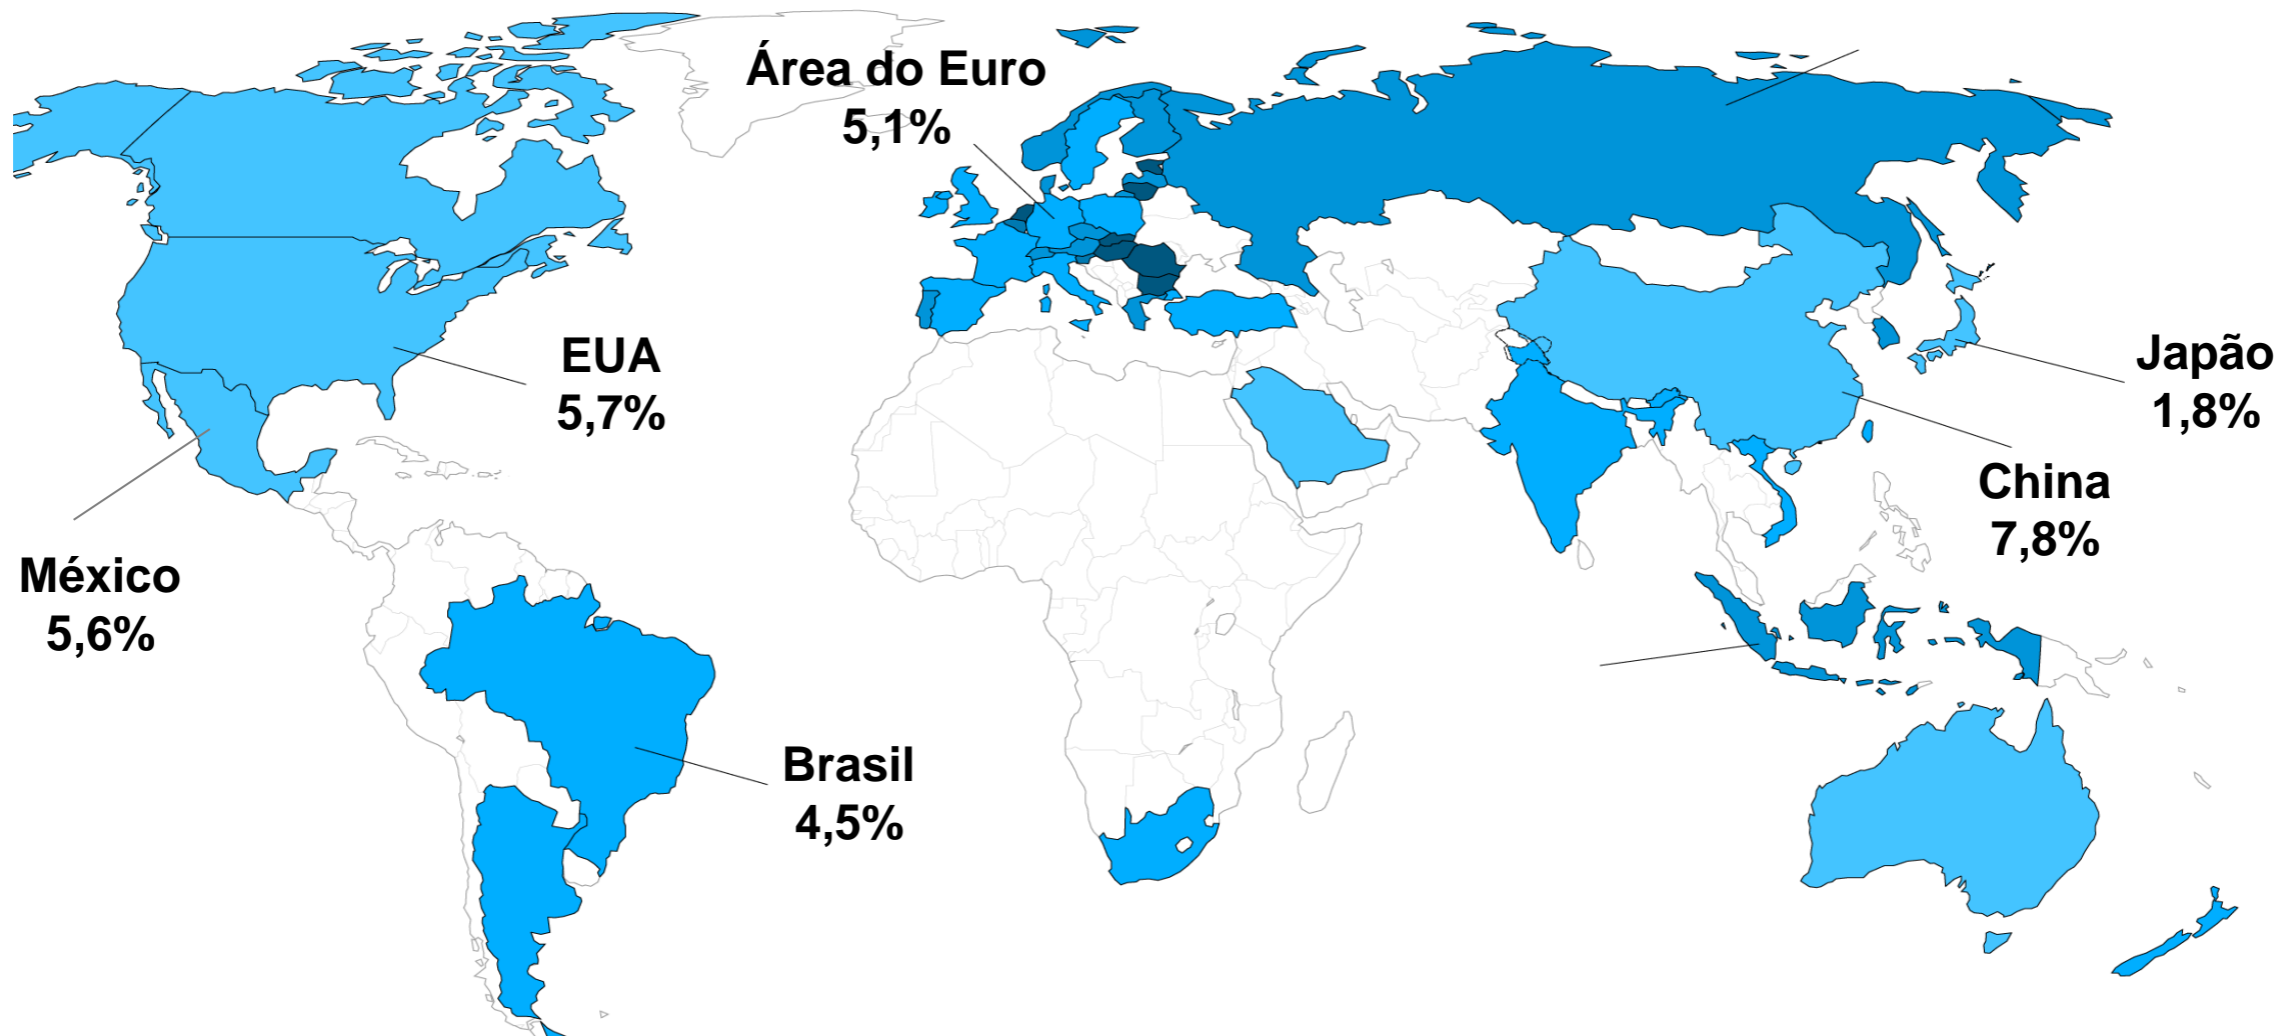 Área do Euro
5,1%
EUA
5,7%
Japão
1,8%
China
7,8%
México
5,6%
Brasil
4,5%